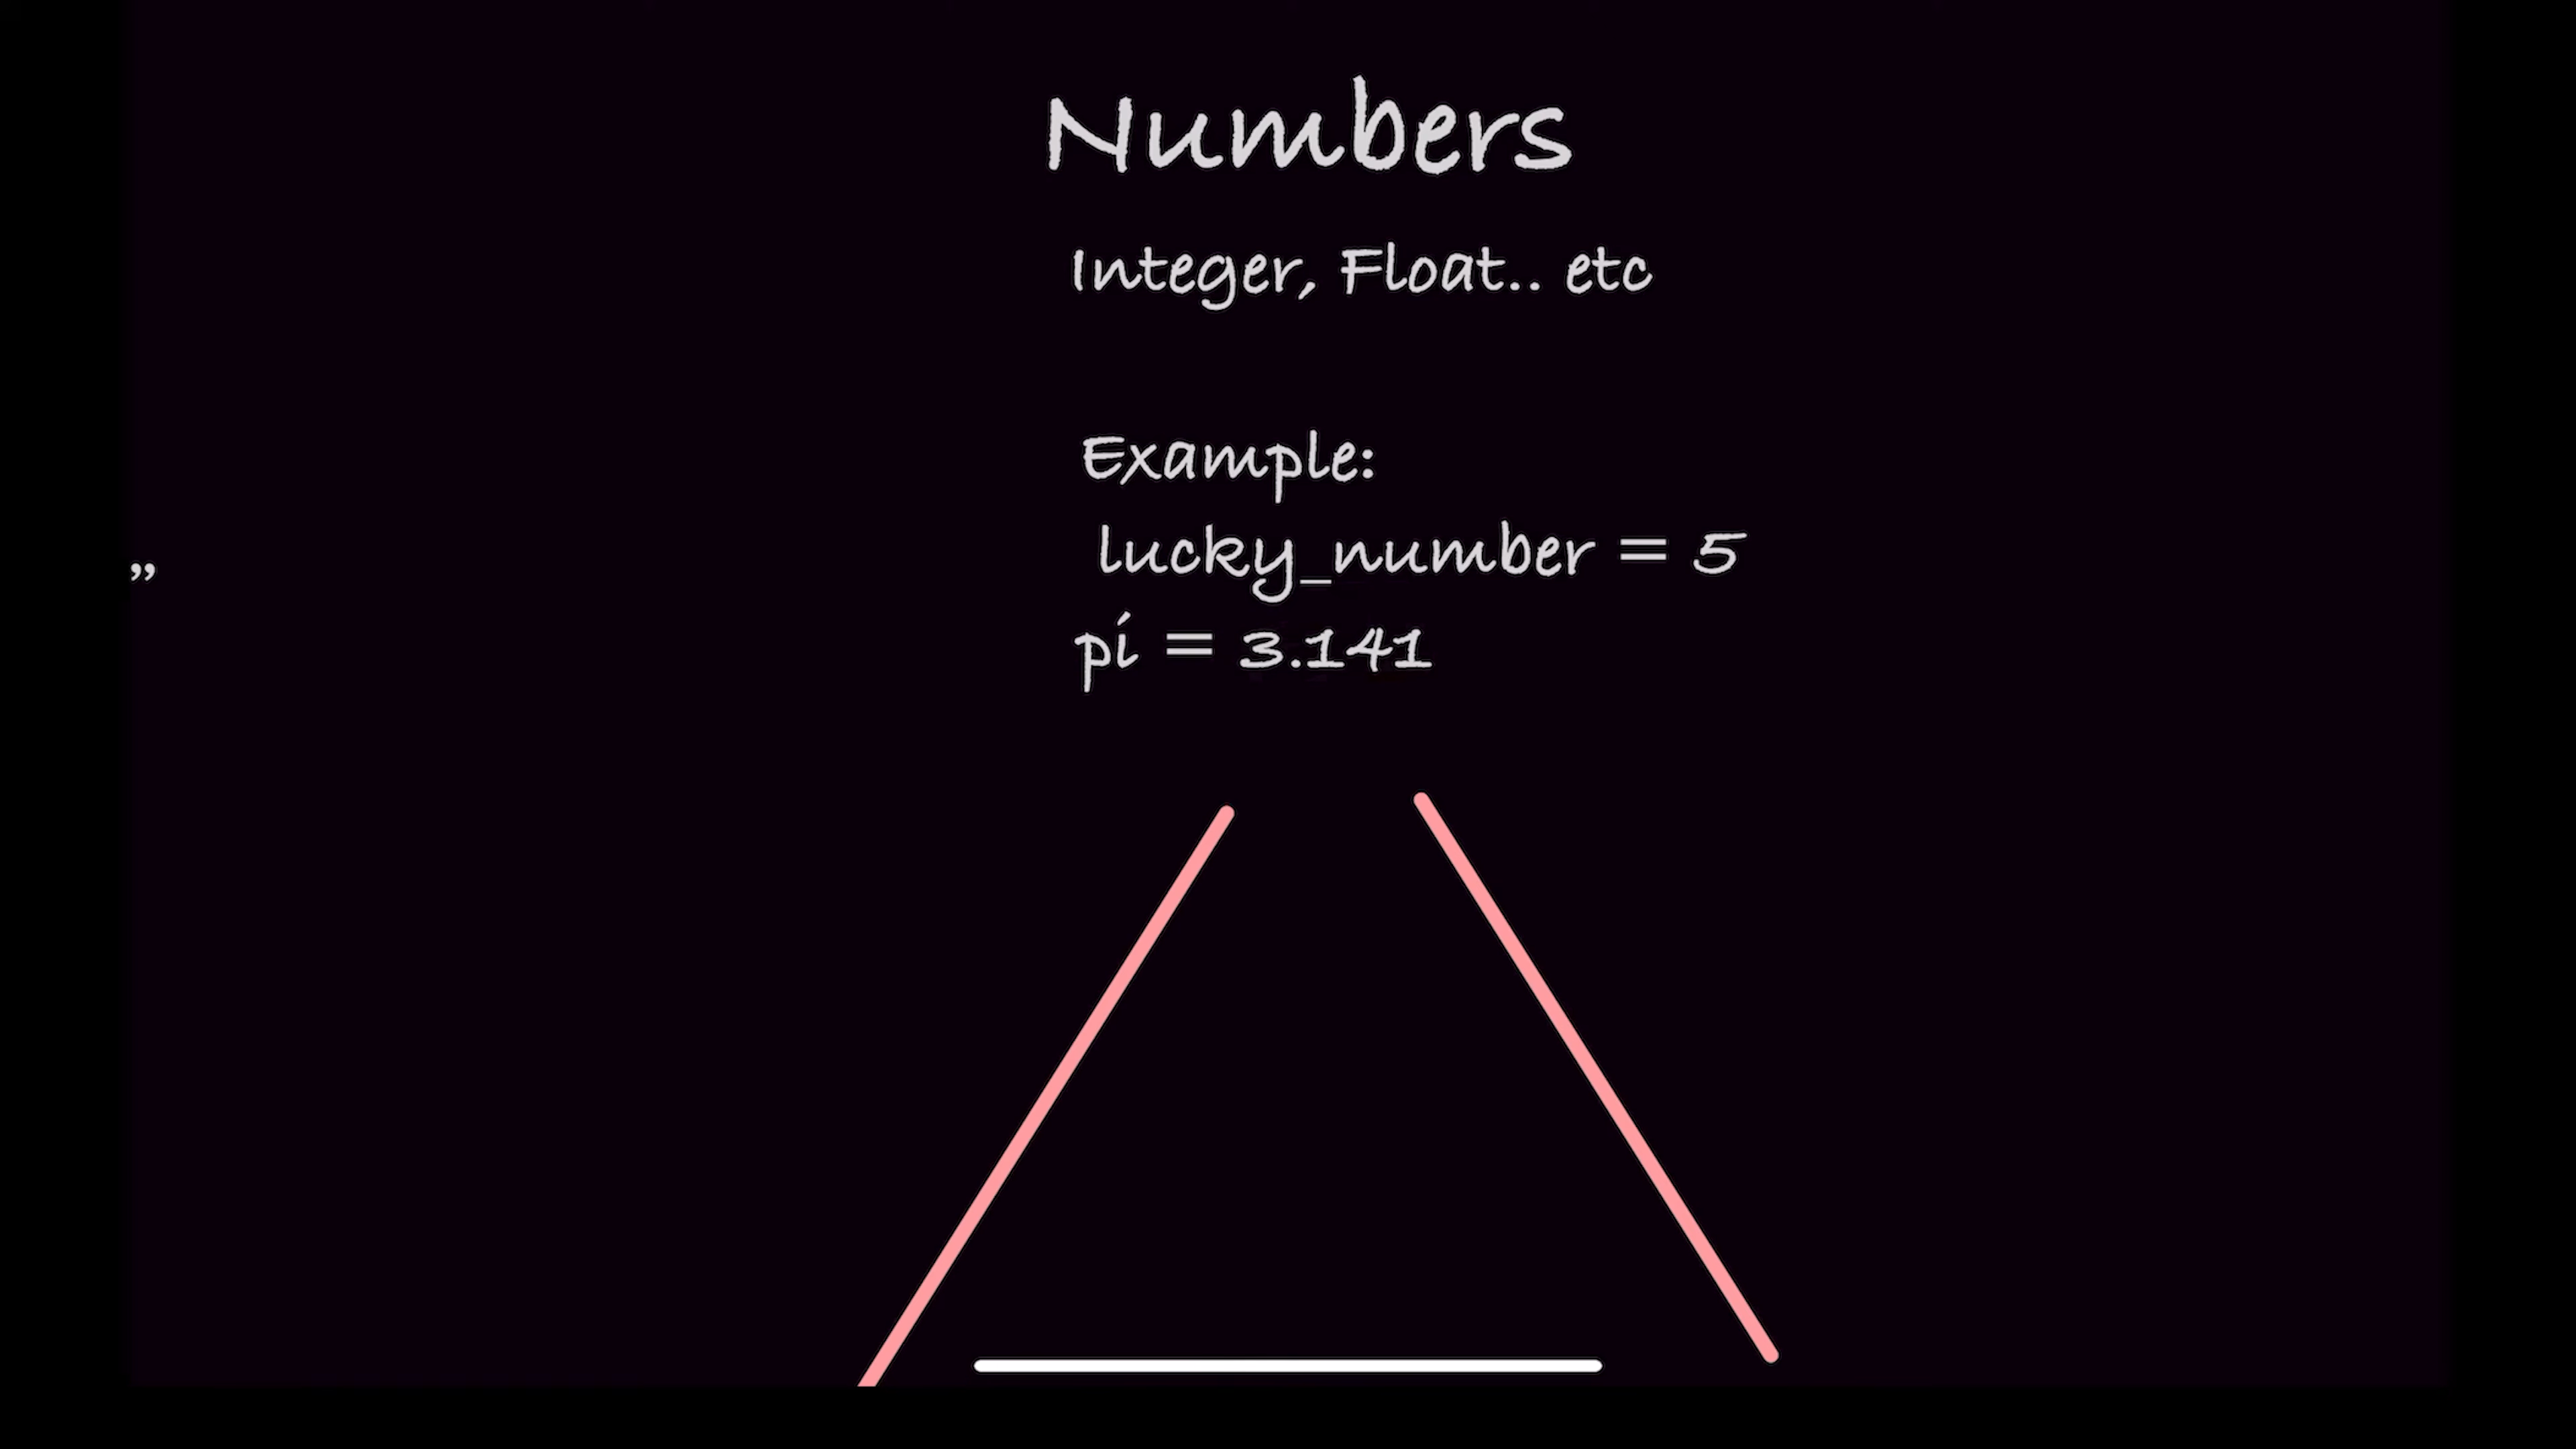 Numbers
Integer, Float.. etc
Example:
lucky_number = 5
”
pi = 3.141